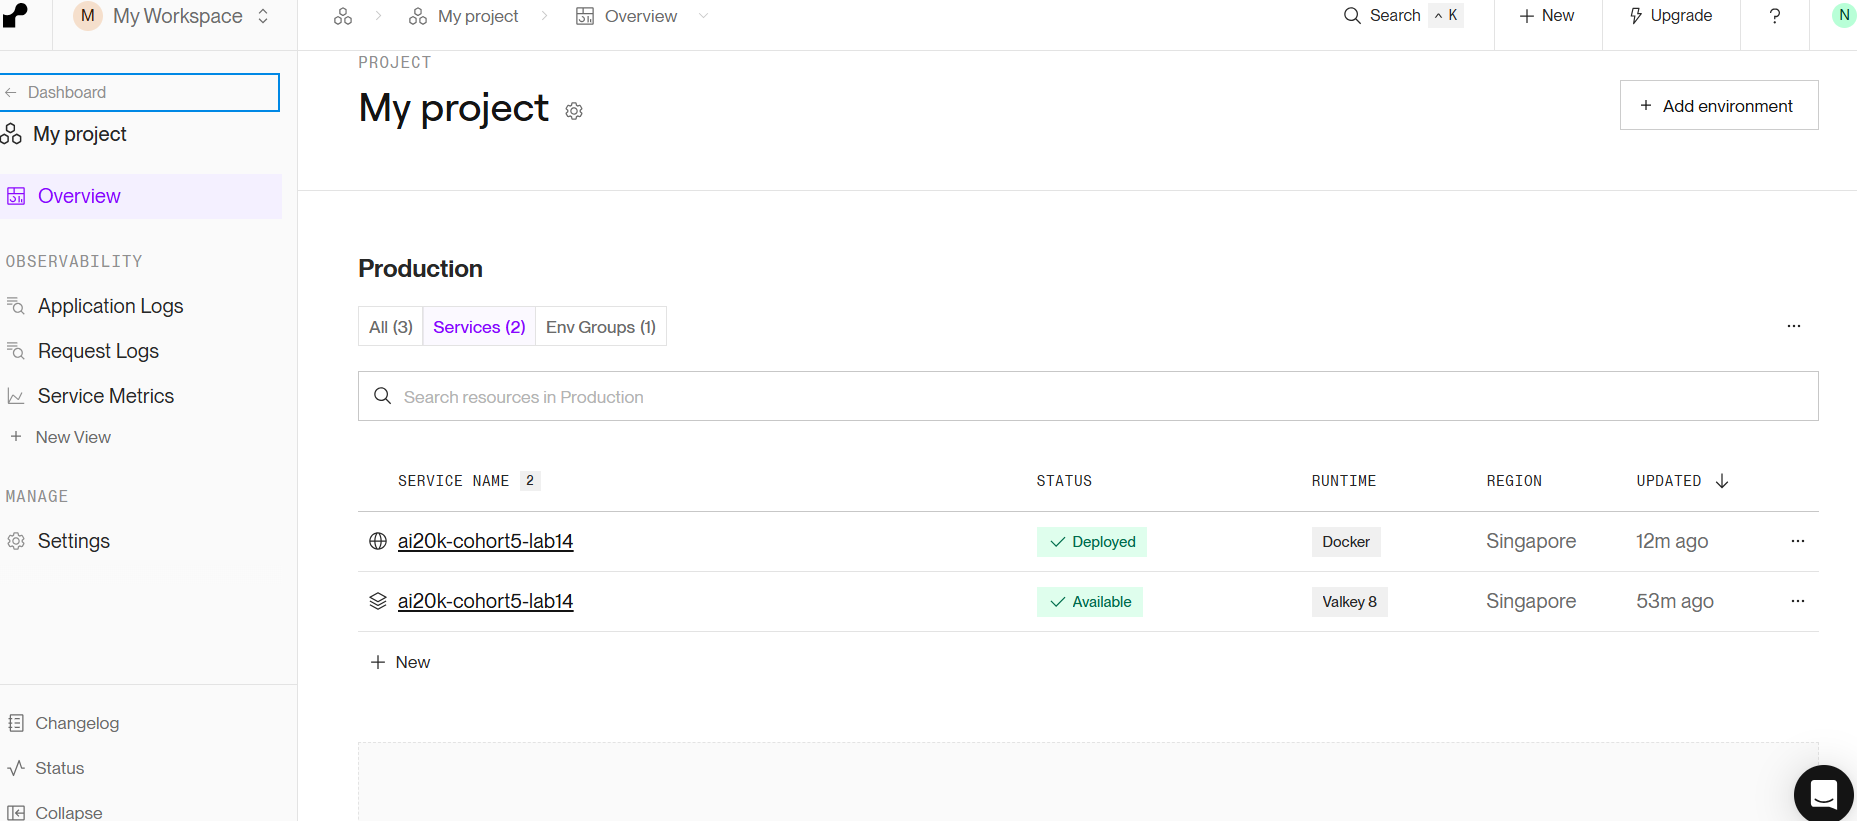 M My Workspace
My project
Overview
Search ^ K
New
Upgrade
?
N
Dashboard
My project
Overview
OBSERVABILITY
Application Logs
Request Logs
Service Metrics
+ New View
MANAGE
Settings
Changelog
Status
Collapse
PROJECT
My project
+ Add environment
Production
All (3) Services (2) Env Groups (1)
...
Search resources in Production
SERVICE NAME 2 STATUS RUNTIME REGION UPDATED ↓
ai20k-cohort5-lab14 Deployed Docker Singapore 12m ago ...
ai20k-cohort5-lab14 Available Valkey 8 Singapore 53m ago ...
+ New